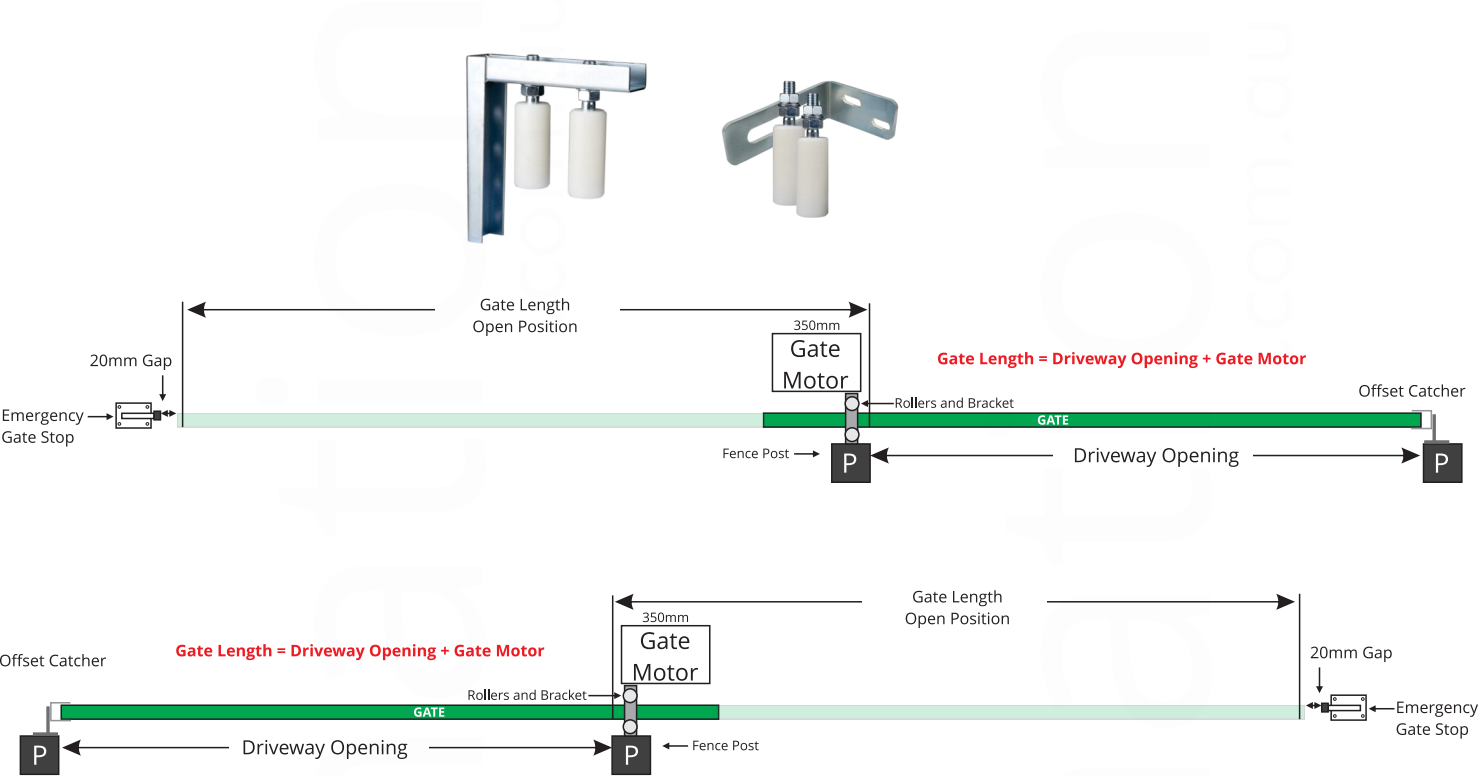 Gate Length
Open Position
350mm
Gate
Motor
Gate Length = Driveway Opening + Gate Motor
20mm Gap
Offset Catcher
Emergency
Gate Stop
Rollers and Bracket
GATE
Fence Post
P
Driveway Opening
P
Gate Length
Open Position
350mm
Gate
Motor
Gate Length = Driveway Opening + Gate Motor
Offset Catcher
20mm Gap
Rollers and Bracket
GATE
Emergency
Gate Stop
P
Driveway Opening
P
Fence Post